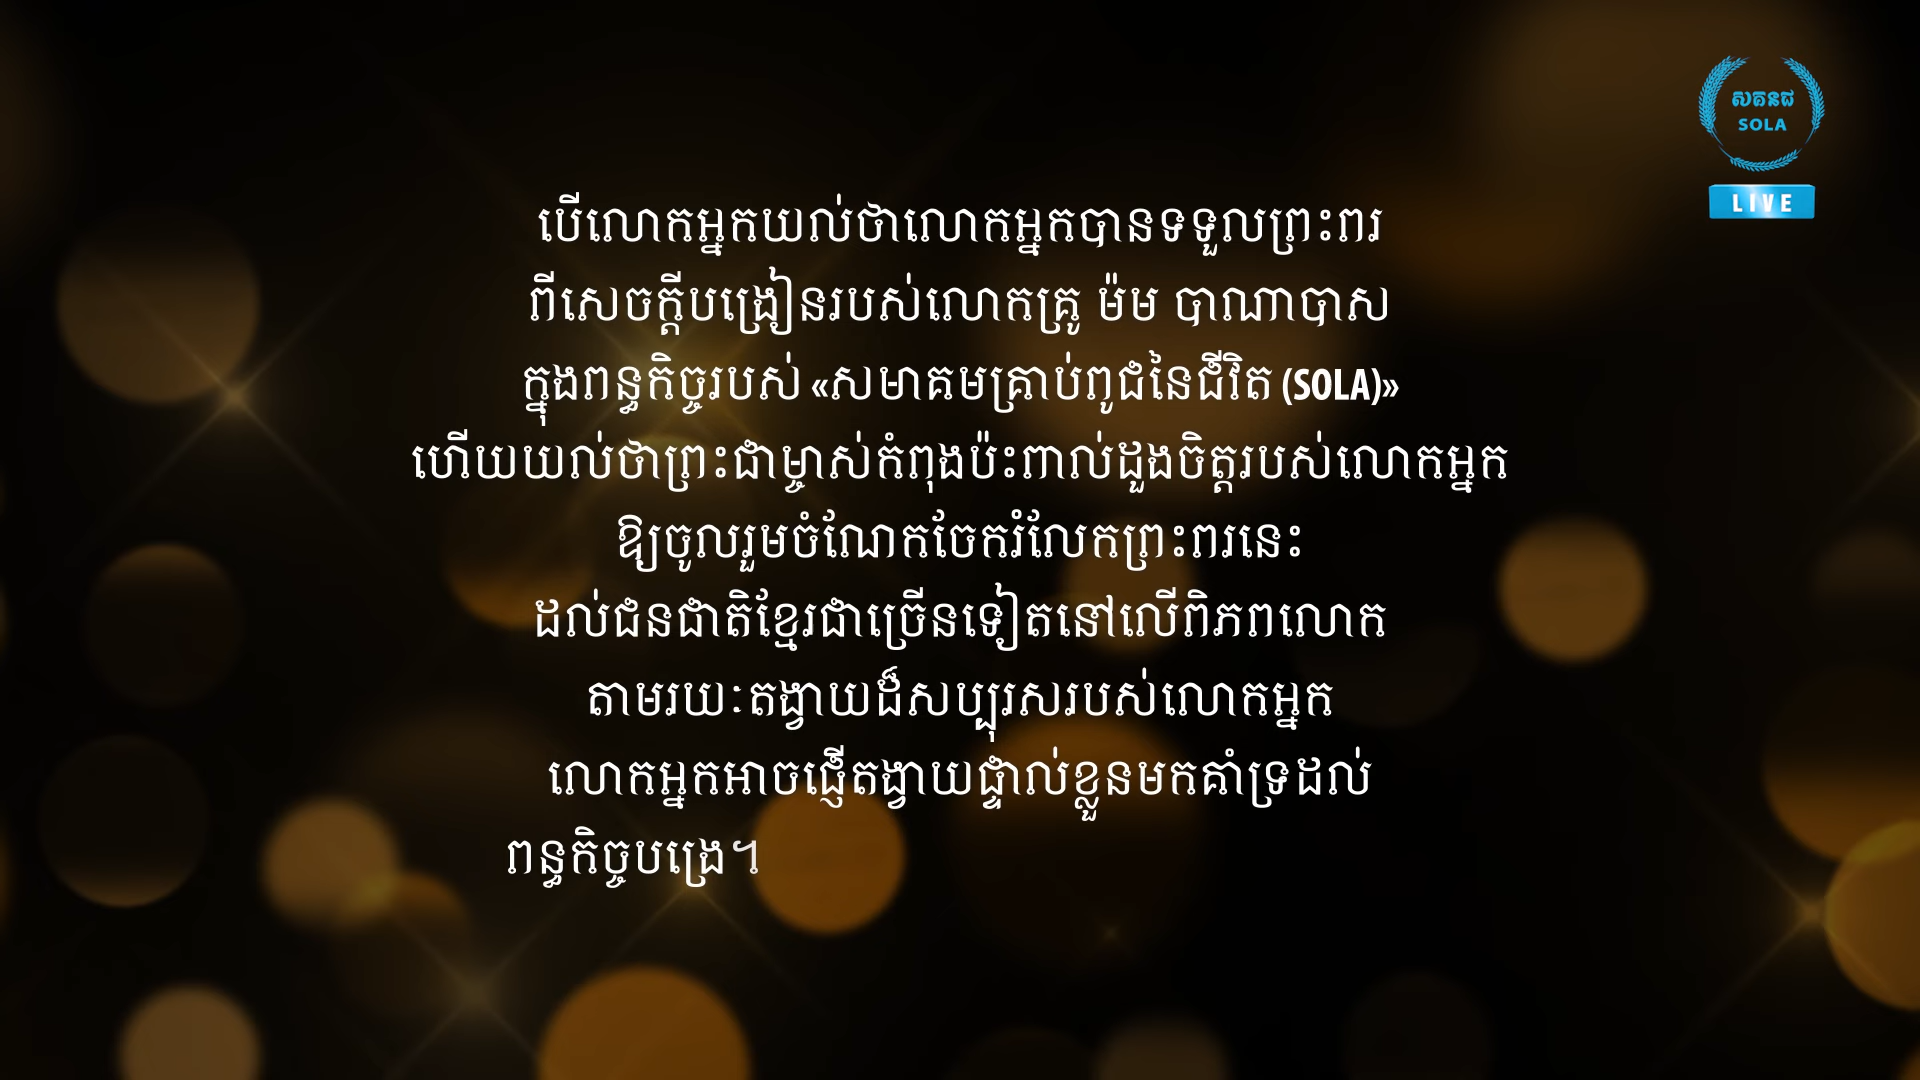 សគនជ
SOLA
LIVE
បើលោកអ្នកយល់ថាលោកអ្នកបានទទួលព្រះពរ
ពីសេចក្ដីបង្រៀនរបស់លោកគ្រូ ម៉ម បាណាបាស
ក្នុងពន្ធកិច្ចរបស់ «សមាគមគ្រាប់ពូជនៃជីវិត (SOLA)»
ហើយយល់ថាព្រះជាម្ចាស់កំពុងប៉ះពាល់ដួងចិត្តរបស់លោកអ្នក
ឱ្យចូលរួមចំណែកចែករំលែកព្រះពរនេះ
ដល់ជនជាតិខ្មែរជាច្រើនទៀតនៅលើពិភពលោក
តាមរយៈតង្វាយដ៏សប្បុរសរបស់លោកអ្នក
លោកអ្នកអាចផ្ញើតង្វាយផ្ទាល់ខ្លួនមកគាំទ្រដល់
ពន្ធកិច្ចបង្រៀ។